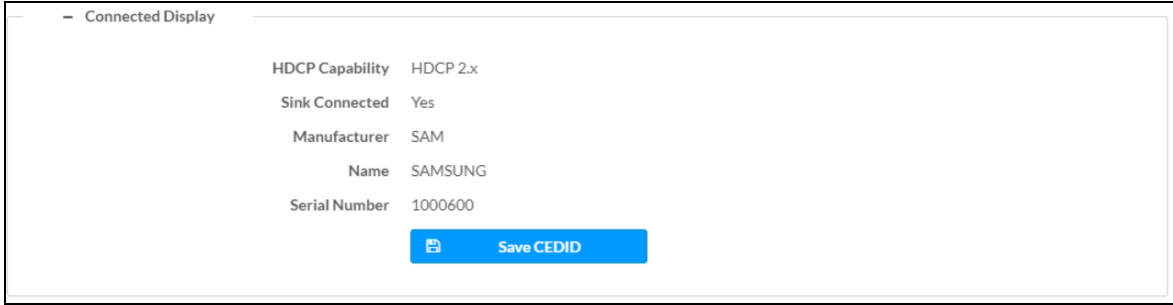 – Connected Display
HDCP Capability HDCP 2.x
Sink Connected Yes
Manufacturer SAM
Name SAMSUNG
Serial Number 1000600
Save CEDID